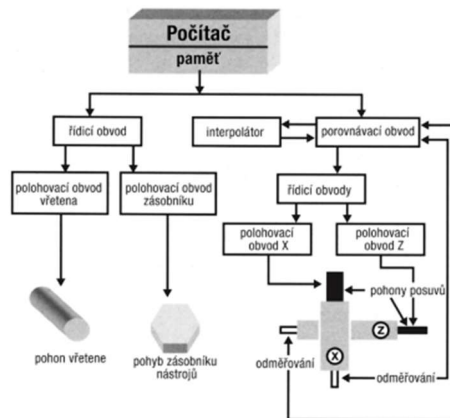 Počítač
paměť
řídicí obvod
interpolátor
porovnávací obvod
polohovací obvod
vřetena
polohovací obvod
zásobníku
řídicí obvody
polohovací
obvod X
polohovací
obvod Z
pohony posuvů
Z
odměřování
X
pohon vřetene
pohyb zásobníku
nástrojů
odměřování